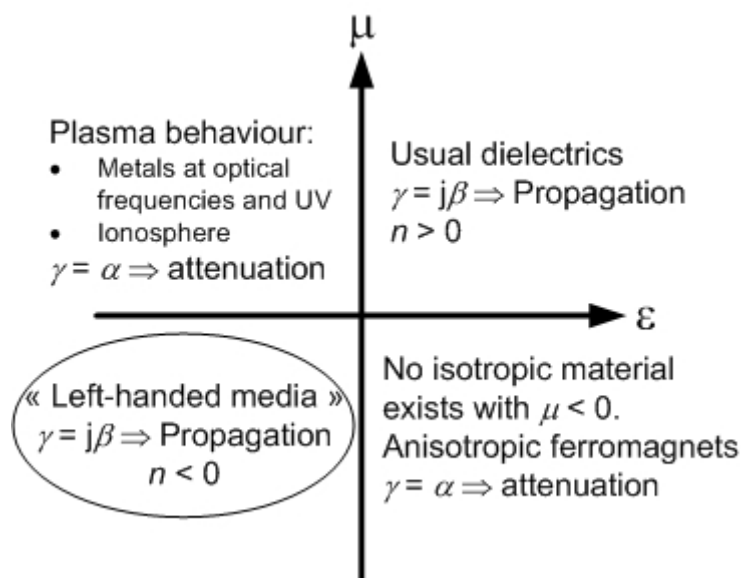 μ
Plasma behaviour:
• Metals at optical
frequencies and UV
• Ionosphere
γ = α ⇒ attenuation
Usual dielectrics
γ = jβ ⇒ Propagation
n > 0
ε
« Left-handed media »
γ = jβ ⇒ Propagation
n < 0
No isotropic material
exists with μ < 0.
Anisotropic ferromagnets
γ = α ⇒ attenuation